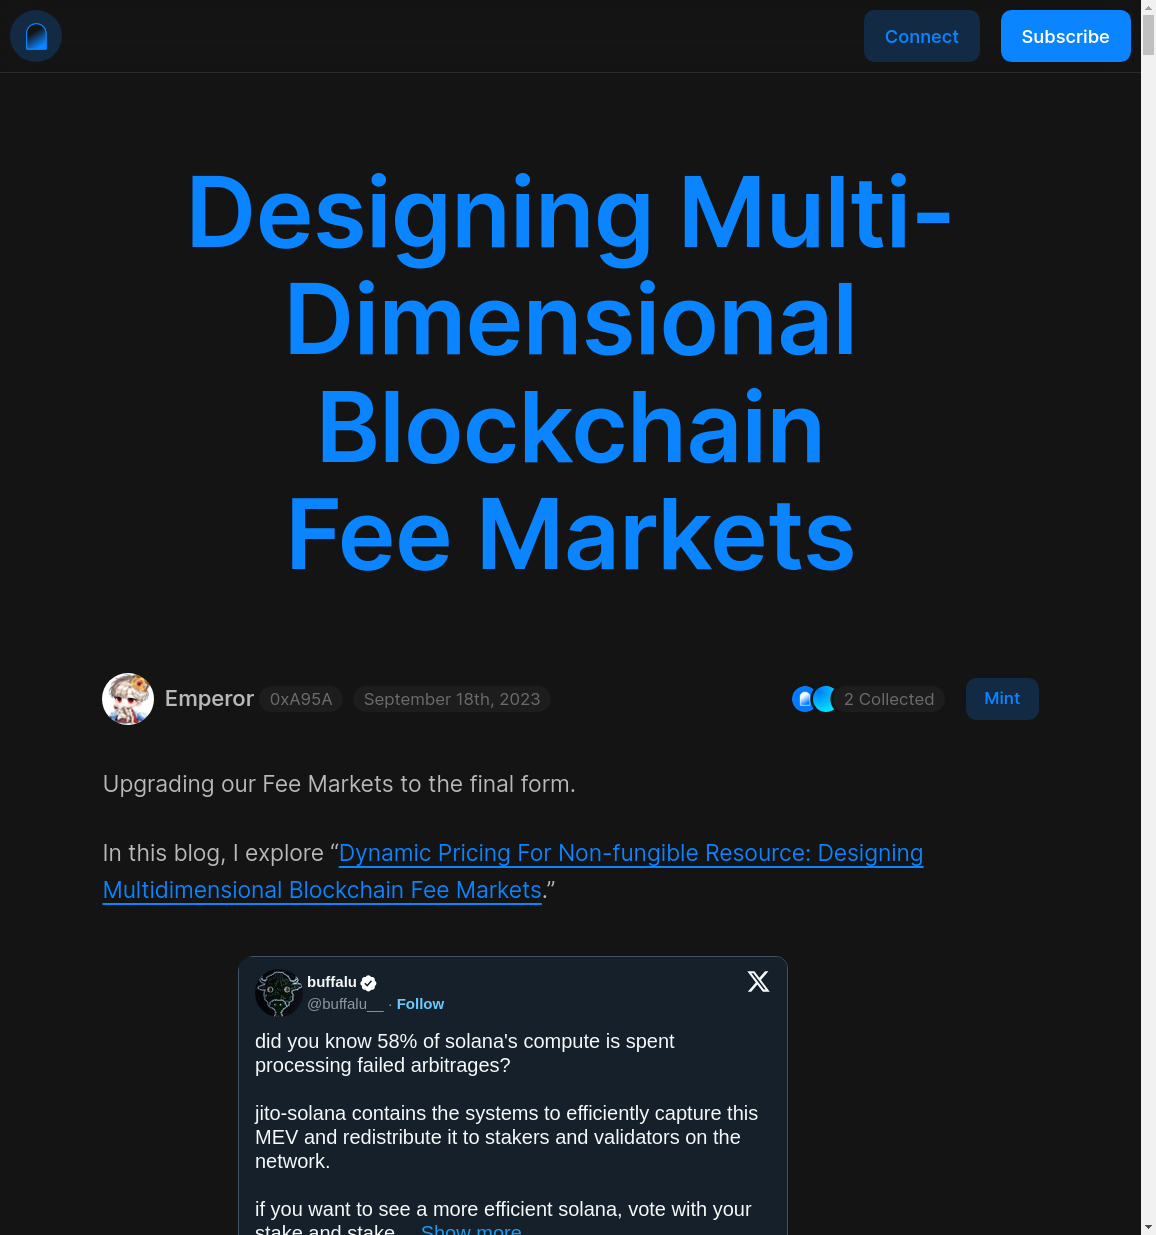 Connect
Subscribe
Designing Multi-
Dimensional
Blockchain
Fee Markets
Emperor 0xA95A September 18th, 2023
2 Collected
Mint
Upgrading our Fee Markets to the final form.
In this blog, I explore “Dynamic Pricing For Non-fungible Resource: Designing
Multidimensional Blockchain Fee Markets.”
buffalu
@buffalu__ · Follow
did you know 58% of solana's compute is spent
processing failed arbitrages?
jito-solana contains the systems to efficiently capture this
MEV and redistribute it to stakers and validators on the
network.
if you want to see a more efficient solana, vote with your
stake and stake… Show more